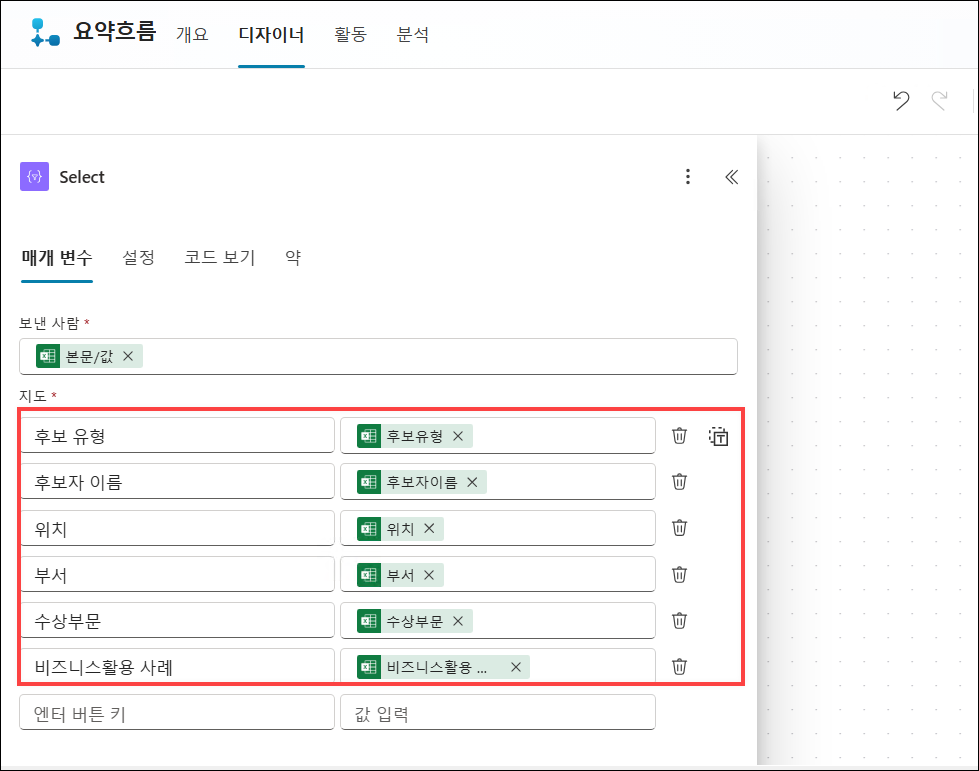 요약흐름 개요 디자이너 활동 분석
Select
매개 변수 설정 코드 보기 약
보낸 사람 *
본문/값
지도 *
후보 유형 후보유형
후보자 이름 후보자이름
위치 위치
부서 부서
수상부문 수상부문
비즈니스활용 사례 비즈니스활용 ...
엔터 버튼 키 값 입력